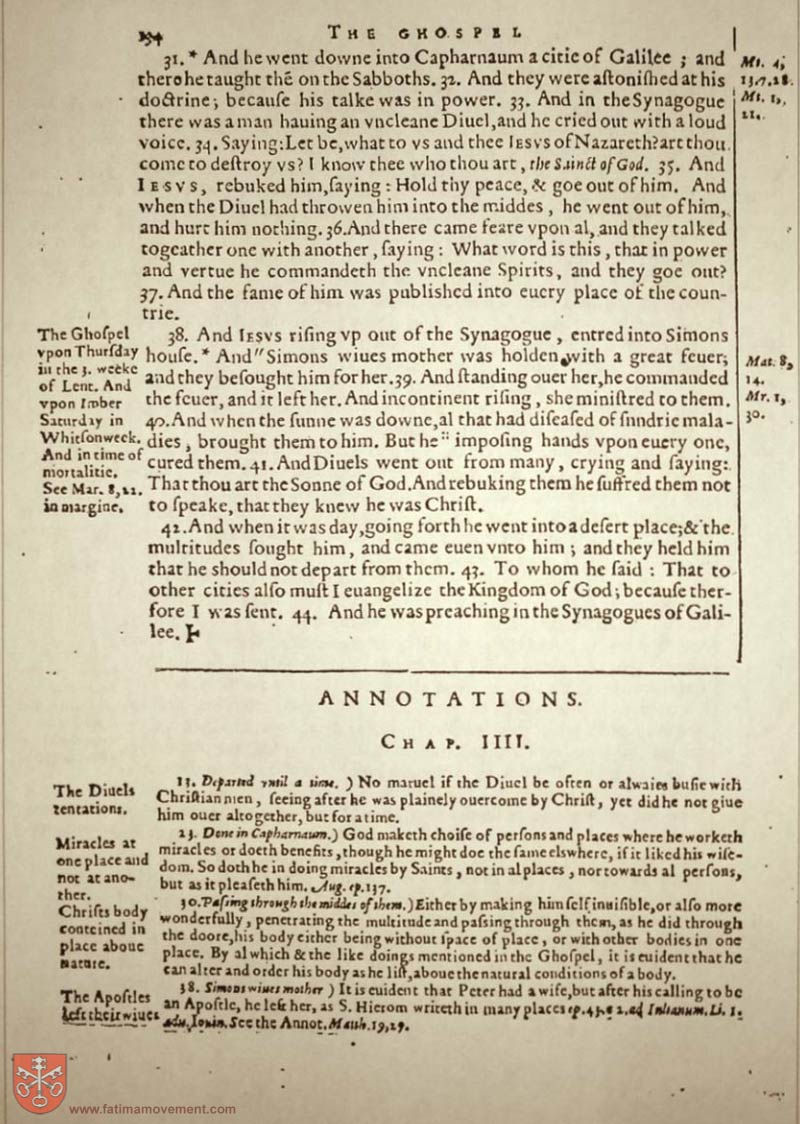 194
THE GHOSPEL
31. * And he went downe into Capharnaum a citie of Galilee ; and
there he taught thē on the Sabboths. 32. And they were aſtoniſhed at his
doctrine ; becauſe his talke was in power. 33. And in the Synagogue
there was a man hauing an vncleane Diuel, and he cried out with a loud
voice. 34. Saying: Let be, what to vs and thee IESVS of Nazareth? art thou
come to deſtroy vs? I know thee who thou art, the Sainct of God. 35. And
IESVS, rebuked him, ſaying : Hold thy peace, & goe out of him. And
when the Diuel had throwen him into the middes, he went out of him,
and hurt him nothing. 36. And there came feare vpon al, and they talked
togeather one with another, ſaying : What word is this, that in power
and vertue he commandeth the vncleane Spirits, and they goe out?
37. And the fame of him was publiſhed into euery place of the coun-
trie.
Mt. 4,
13. 7, 28.
Mr. 1,
21.
38. And IESVS riſing vp out of the Synagogue, entred into Simons
houſe. * And " Simons wiues mother was holden with a great feuer;
and they beſought him for her. 39. And ſtanding ouer her, he commanded
the feuer, and it left her. And incontinent riſing, ſhe miniſtred to them.
40. And when the ſunne was downe, al that had diſeaſed of ſundrie mala-
dies, brought them to him. But he :: impoſing hands vpon euery one,
cured them. 41. And Diuels went out from many, crying and ſaying:
That thou art the Sonne of God. And rebuking them he ſuffred them not
to ſpeake, that they knew he was Chriſt.
The Ghoſpel
vpon Thurſday
in the 3. weeke
of Lent. And
vpon Imber
Saturday in
Whitſonweek.
And in time of
mortalitie.
See Mar. 8, 22.
in margine.
Mat. 8,
14.
Mr. 1,
30.
42. And when it was day, going forth he went into a deſert place; & the
multitudes ſought him, and came euen vnto him ; and they held him
that he should not depart from them. 43. To whom he ſaid : That to
other cities alſo muſt I euangelize the Kingdom of God ; becauſe ther-
fore I was ſent. 44. And he was preaching in the Synagogues of Gali-
lee.
ANNOTATIONS.
CHAP. IIII.
The Diuels
tentations.
13. Departed vntil a time. ) No maruel if the Diuel be often or alwaies buſie with
Chriſtian men, ſeeing after he was plainely ouercome by Chriſt, yet did he not giue
him ouer altogether, but for a time.
Miracles at
one place and
not at ano-
ther.
23. Done in Capharnaum. ) God maketh choiſe of perſons and places where he worketh
miracles or doeth benefits, though he might doe the ſame elswhere, if it liked his wiſe-
dom. So doth he in doing miracles by Saints, not in al places, nor towards al perſons,
but as it pleaſeth him. Aug. ep. 137.
Chriſts body
conteined in
place aboue
nature.
30. Paſsing through the middes of them. ) Either by making him ſelf inuiſible, or alſo more
wonderfully, penetrating the multitude and paſsing through them, as he did through
the doore, his body either being without ſpace of place, or with other bodies in one
place. By al which & the like doings mentioned in the Ghoſpel, it is euident that he
can alter and order his body as he liſt, aboue the natural conditions of a body.
The Apoſtles
left their wiues
38. Simons wiues mother ) It is euident that Peter had a wife, but after his calling to be
an Apoſtle, he left her, as S. Hierom writeth in many places ep. ad Iulianum. Li. 1.
adu. Iouin. See the Annot. Matth. 19, 29.
www.fatimamovement.com